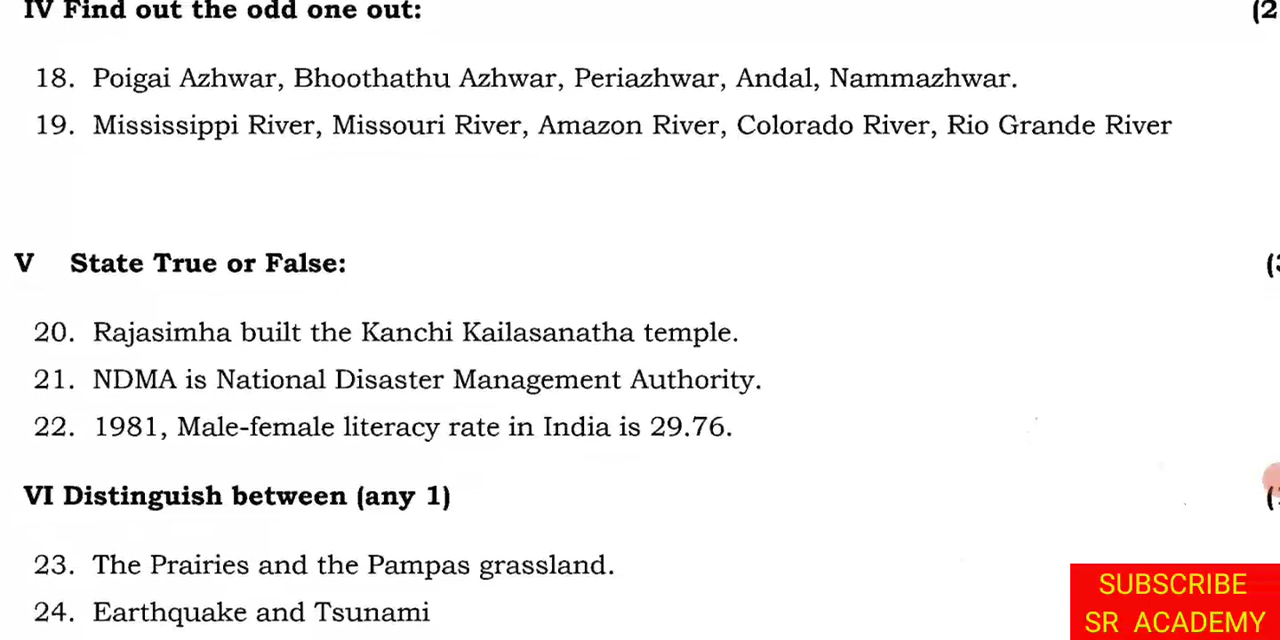 IV Find out the odd one out: (2
18. Poigai Azhwar, Bhoothathu Azhwar, Periazhwar, Andal, Nammazhwar.
19. Mississippi River, Missouri River, Amazon River, Colorado River, Rio Grande River
V State True or False: (3
20. Rajasimha built the Kanchi Kailasanatha temple.
21. NDMA is National Disaster Management Authority.
22. 1981, Male-female literacy rate in India is 29.76.
VI Distinguish between (any 1)
23. The Prairies and the Pampas grassland.
24. Earthquake and Tsunami
SUBSCRIBE
SR ACADEMY